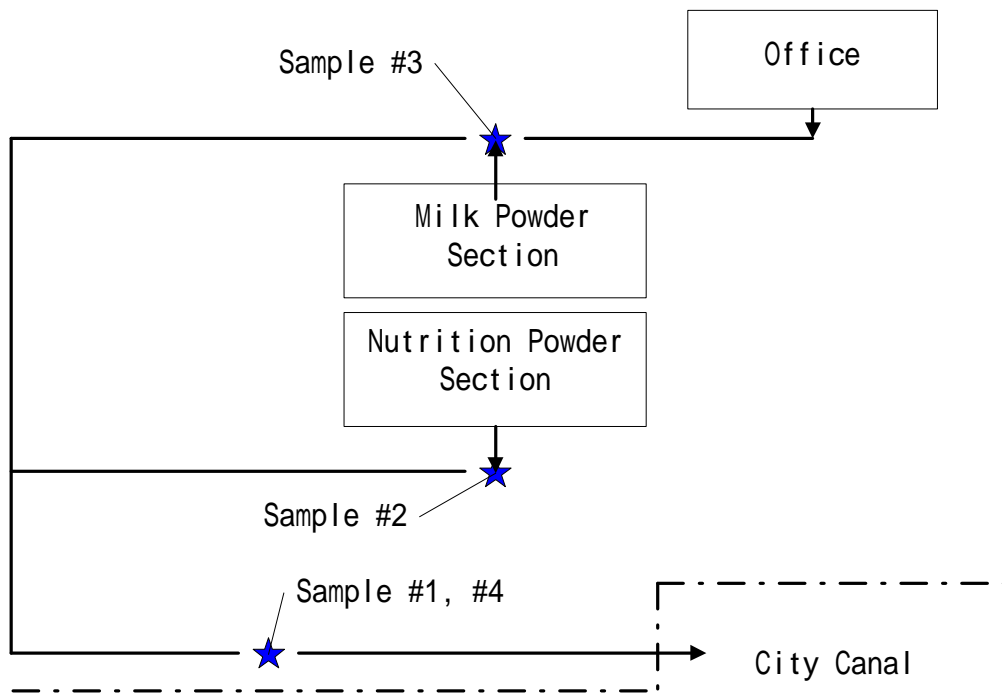 Office
Sample #3
Milk Powder
Section
Nutrition Powder
Section
Sample #2
Sample #1, #4
City Canal